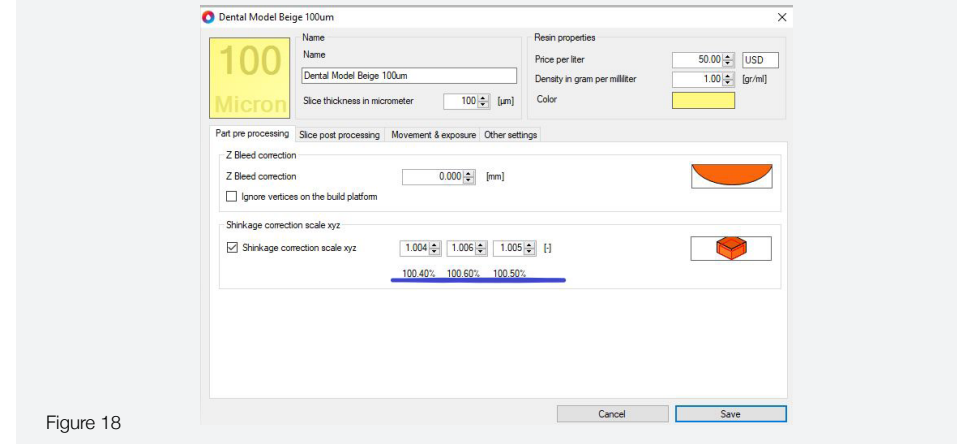 Dental Model Beige 100um
100
Micron
Name
Name
Dental Model Beige 100um
Slice thickness in micrometer 100 [µm]
Resin properties
Price per liter 50.00 USD
Density in gram per milliliter 1.00 [gr/ml]
Color
Part pre processing Slice post processing Movement & exposure Other settings
Z Bleed correction
Z Bleed correction 0.000 [mm]
Ignore vertices on the build platform
Shinkage correction scale xyz
Shinkage correction scale xyz 1.004 1.006 1.005 [-]
100.40% 100.60% 100.50%
Cancel Save
Figure 18